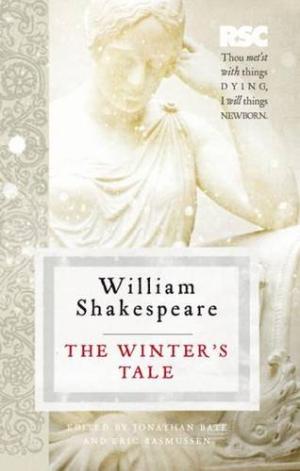 RSC
Thou met'st
with things
DYING,
I will things
NEWBORN.
William
Shakespeare
THE WINTER'S
TALE
EDITED BY JONATHAN BATE
AND ERIC RASMUSSEN